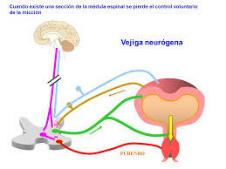 Cuando existe una sección de la médula espinal se pierde el control voluntario
de la micción
Vejiga neurógena
PUDENDO